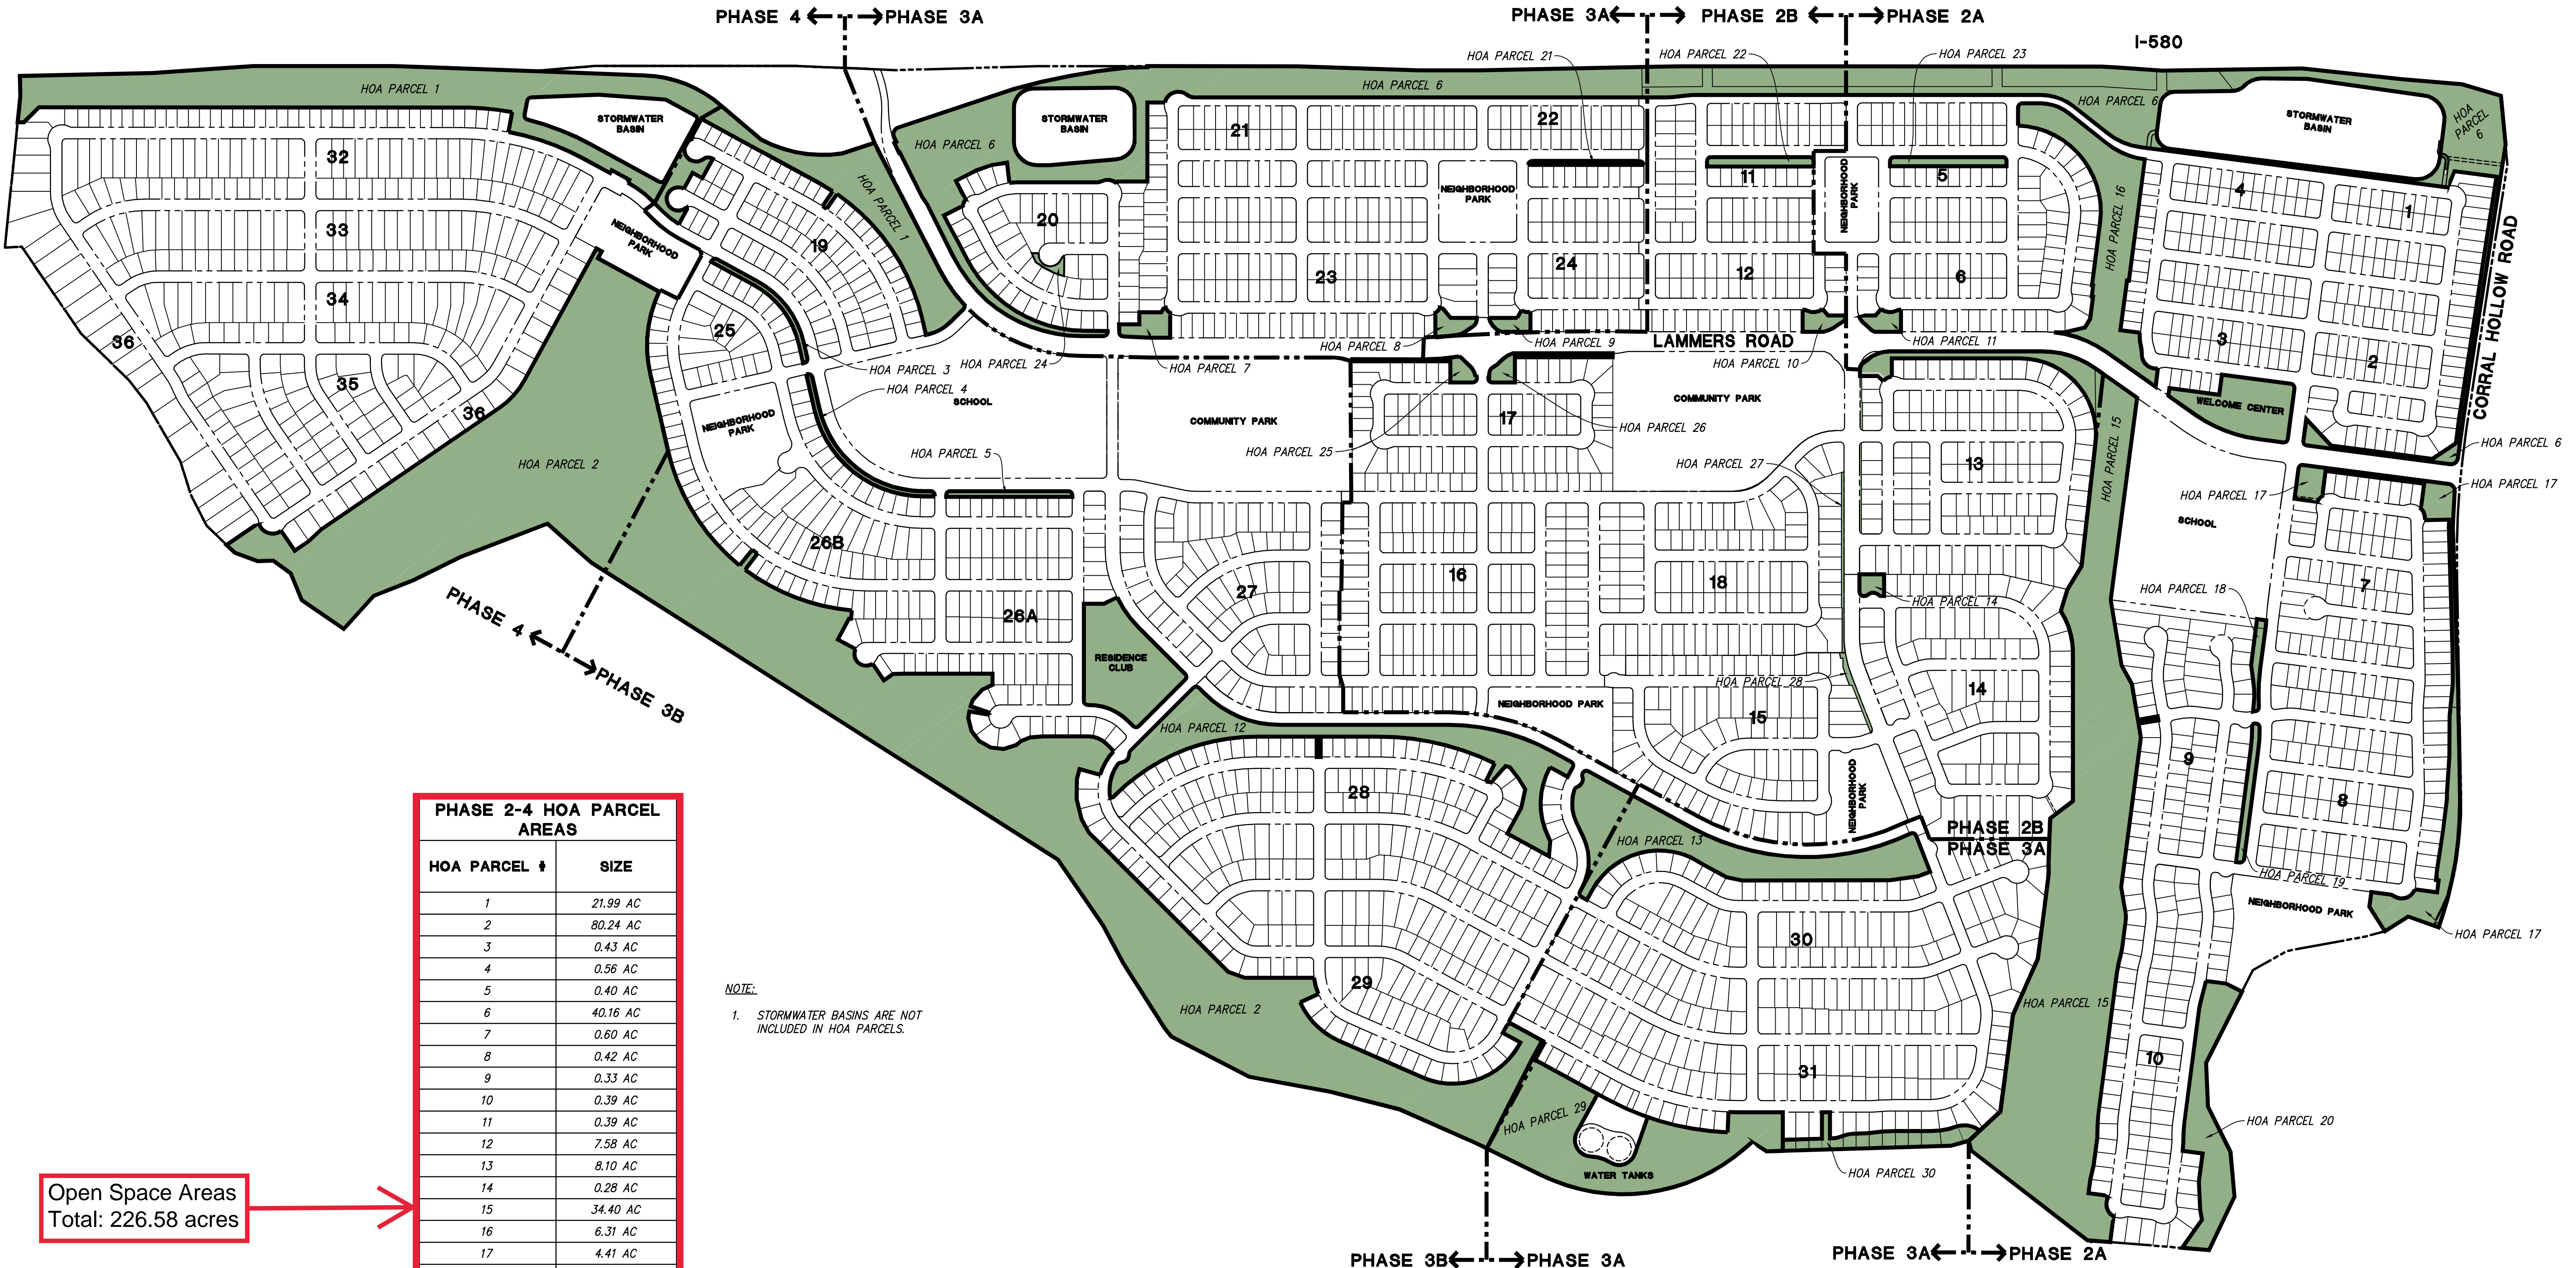 PHASE 4 PHASE 3A
PHASE 3A PHASE 2B PHASE 2A
I-580
HOA PARCEL 21
HOA PARCEL 22
HOA PARCEL 23
HOA PARCEL 1
HOA PARCEL 6
HOA PARCEL 6
HOA PARCEL 6
STORMWATER BASIN
STORMWATER BASIN
STORMWATER BASIN
HOA PARCEL 6
21
22
32
19
20
NEIGHBORHOOD PARK
11
NEIGHBORHOOD PARK
5
4
1
HOA PARCEL 1
HOA PARCEL 16
33
NEIGHBORHOOD PARK
23
24
12
6
CORRAL HOLLOW ROAD
34
36
25
35
36
3
2
HOA PARCEL 3
HOA PARCEL 24
HOA PARCEL 7
HOA PARCEL 8
HOA PARCEL 9
LAMMERS ROAD
HOA PARCEL 10
HOA PARCEL 11
HOA PARCEL 4
SCHOOL
COMMUNITY PARK
COMMUNITY PARK
WELCOME CENTER
NEIGHBORHOOD PARK
17
HOA PARCEL 26
HOA PARCEL 25
HOA PARCEL 5
HOA PARCEL 27
13
HOA PARCEL 15
HOA PARCEL 6
HOA PARCEL 2
HOA PARCEL 17
HOA PARCEL 17
SCHOOL
26B
26A
27
16
18
HOA PARCEL 14
7
HOA PARCEL 18
PHASE 4
PHASE 3B
RESIDENCE CLUB
HOA PARCEL 28
14
NEIGHBORHOOD PARK
15
HOA PARCEL 12
NEIGHBORHOOD PARK
9
8
28
PHASE 2B
PHASE 3A
HOA PARCEL 13
HOA PARCEL 19
NEIGHBORHOOD PARK
HOA PARCEL 17
30
29
HOA PARCEL 2
HOA PARCEL 15
31
10
HOA PARCEL 29
WATER TANKS
HOA PARCEL 30
HOA PARCEL 20
PHASE 3B PHASE 3A
PHASE 3A PHASE 2A
PHASE 2-4 HOA PARCEL
AREAS
HOA PARCEL # SIZE
1 21.99 AC
2 80.24 AC
3 0.43 AC
4 0.56 AC
5 0.40 AC
6 40.16 AC
7 0.60 AC
8 0.42 AC
9 0.33 AC
10 0.39 AC
11 0.39 AC
12 7.58 AC
13 8.10 AC
14 0.28 AC
15 34.40 AC
16 6.31 AC
17 4.41 AC
NOTE:
1. STORMWATER BASINS ARE NOT
INCLUDED IN HOA PARCELS.
Open Space Areas
Total: 226.58 acres